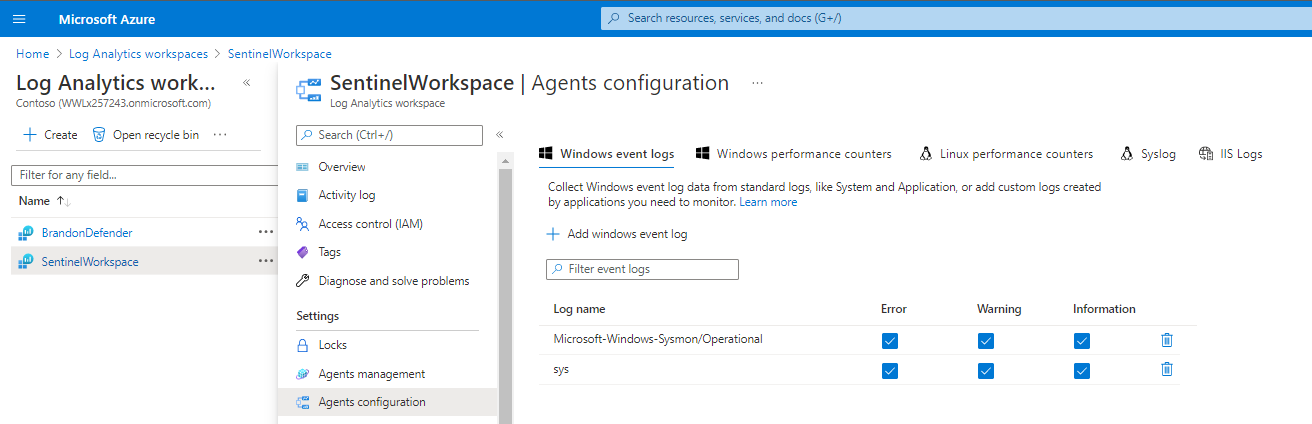 Microsoft Azure
Search resources, services, and docs (G+/)
Home > Log Analytics workspaces > SentinelWorkspace
Log Analytics work...
Contoso (WWLx257243.onmicrosoft.com)
Create Open recycle bin ...
Filter for any field...
Name
BrandonDefender ...
SentinelWorkspace ...
SentinelWorkspace | Agents configuration ...
Log Analytics workspace
Search (Ctrl+/)
Overview
Activity log
Access control (IAM)
Tags
Diagnose and solve problems
Settings
Locks
Agents management
Agents configuration
Windows event logs Windows performance counters Linux performance counters Syslog IIS Logs
Collect Windows event log data from standard logs, like System and Application, or add custom logs created
by applications you need to monitor. Learn more
Add windows event log
Filter event logs
Log name Error Warning Information
Microsoft-Windows-Sysmon/Operational
sys